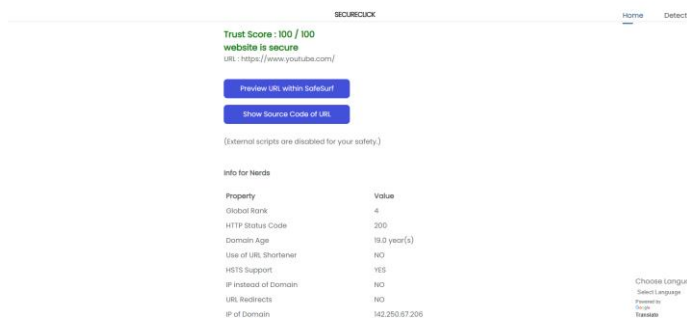 SECURECLICK
Home Detect
Trust Score : 100 / 100
website is secure
URL : https://www.youtube.com/
Preview URL within SafeSurf
Show Source Code of URL
(External scripts are disabled for your safety.)
Info for Nerds
Property Value
Global Rank 4
HTTP Status Code 200
Domain Age 19.0 year(s)
Use of URL Shortener NO
HSTS Support YES
IP instead of Domain NO
URL Redirects NO
IP of Domain 142.250.67.206
Choose Langu
Select Language
Powered by
Google
Translate